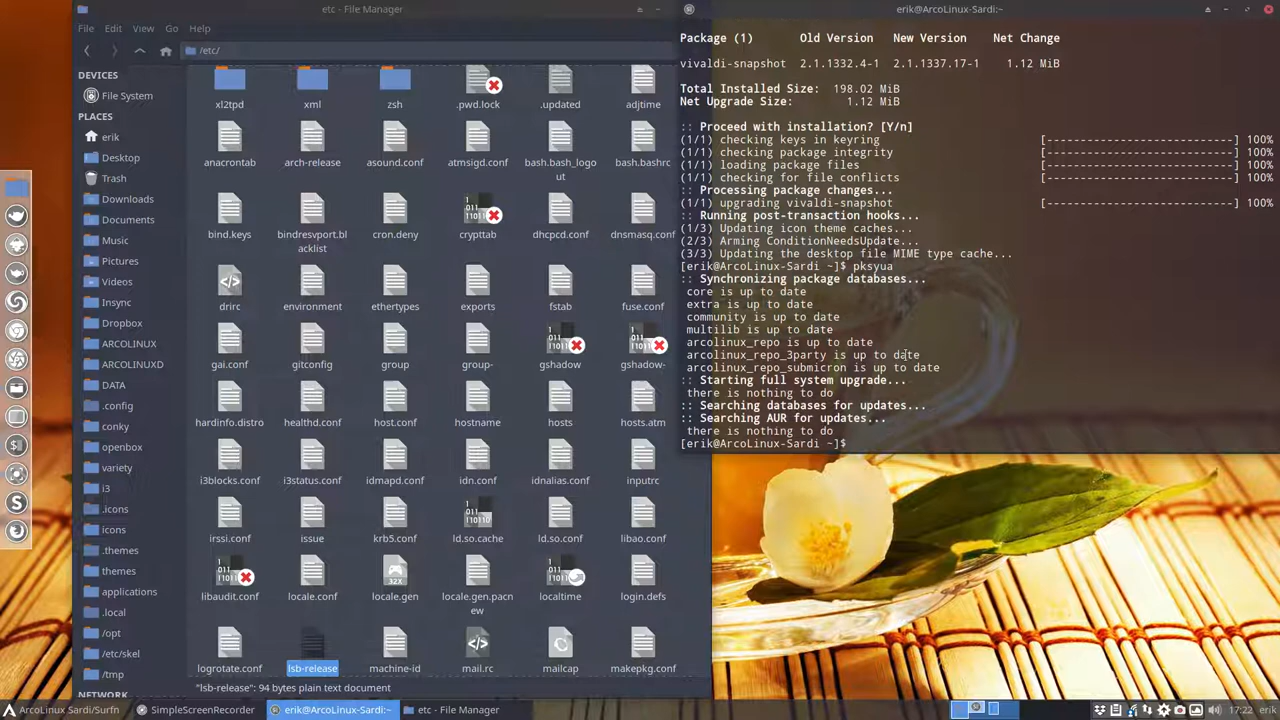 etc - File Manager
File Edit View Go Help
/etc/
DEVICES
File System
PLACES
erik
Desktop
Trash
Downloads
Documents
Music
Pictures
Videos
Insync
Dropbox
ARCOLINUX
ARCOLINUXD
DATA
.config
conky
openbox
variety
i3
.icons
icons
.themes
themes
applications
.local
/opt
/etc/skel
/tmp
NETWORK
xl2tpd xml zsh .pwd.lock .updated adjtime
anacrontab arch-release asound.conf atmsigd.conf bash.bash_logo
ut bash.bashrc
bind.keys bindresvport.bl
acklist cron.deny crypttab dhcpcd.conf dnsmasq.conf
drirc environment ethertypes exports fstab fuse.conf
gai.conf gitconfig group group- gshadow gshadow-
hardinfo.distro healthd.conf host.conf hostname hosts hosts.atm
i3blocks.conf i3status.conf idmapd.conf idn.conf idnalias.conf inputrc
irssi.conf issue krb5.conf ld.so.cache ld.so.conf libao.conf
libaudit.conf locale.conf locale.gen locale.gen.pacn
ew localtime login.defs
logrotate.conf lsb-release machine-id mail.rc mailcap makepkg.conf
"lsb-release": 94 bytes plain text document
erik@ArcoLinux-Sardi:~
Package (1) Old Version New Version Net Change
vivaldi-snapshot 2.1.1332.4-1 2.1.1337.17-1 1.12 MiB
Total Installed Size: 198.02 MiB
Net Upgrade Size: 1.12 MiB
:: Proceed with installation? [Y/n]
(1/1) checking keys in keyring [----------------------] 100%
(1/1) checking package integrity [----------------------] 100%
(1/1) loading package files [----------------------] 100%
(1/1) checking for file conflicts [----------------------] 100%
:: Processing package changes...
(1/1) upgrading vivaldi-snapshot [----------------------] 100%
:: Running post-transaction hooks...
(1/3) Updating icon theme caches...
(2/3) Arming ConditionNeedsUpdate...
(3/3) Updating the desktop file MIME type cache...
[erik@ArcoLinux-Sardi ~]$ pksyua
:: Synchronizing package databases...
core is up to date
extra is up to date
community is up to date
multilib is up to date
arcolinux_repo is up to date
arcolinux_repo_3party is up to date
arcolinux_repo_submicron is up to date
:: Starting full system upgrade...
there is nothing to do
:: Searching databases for updates...
:: Searching AUR for updates...
there is nothing to do
[erik@ArcoLinux-Sardi ~]$
ArcoLinux Sardi/Surfn SimpleScreenRecorder erik@ArcoLinux-Sardi:~ etc - File Manager 17:22 erik